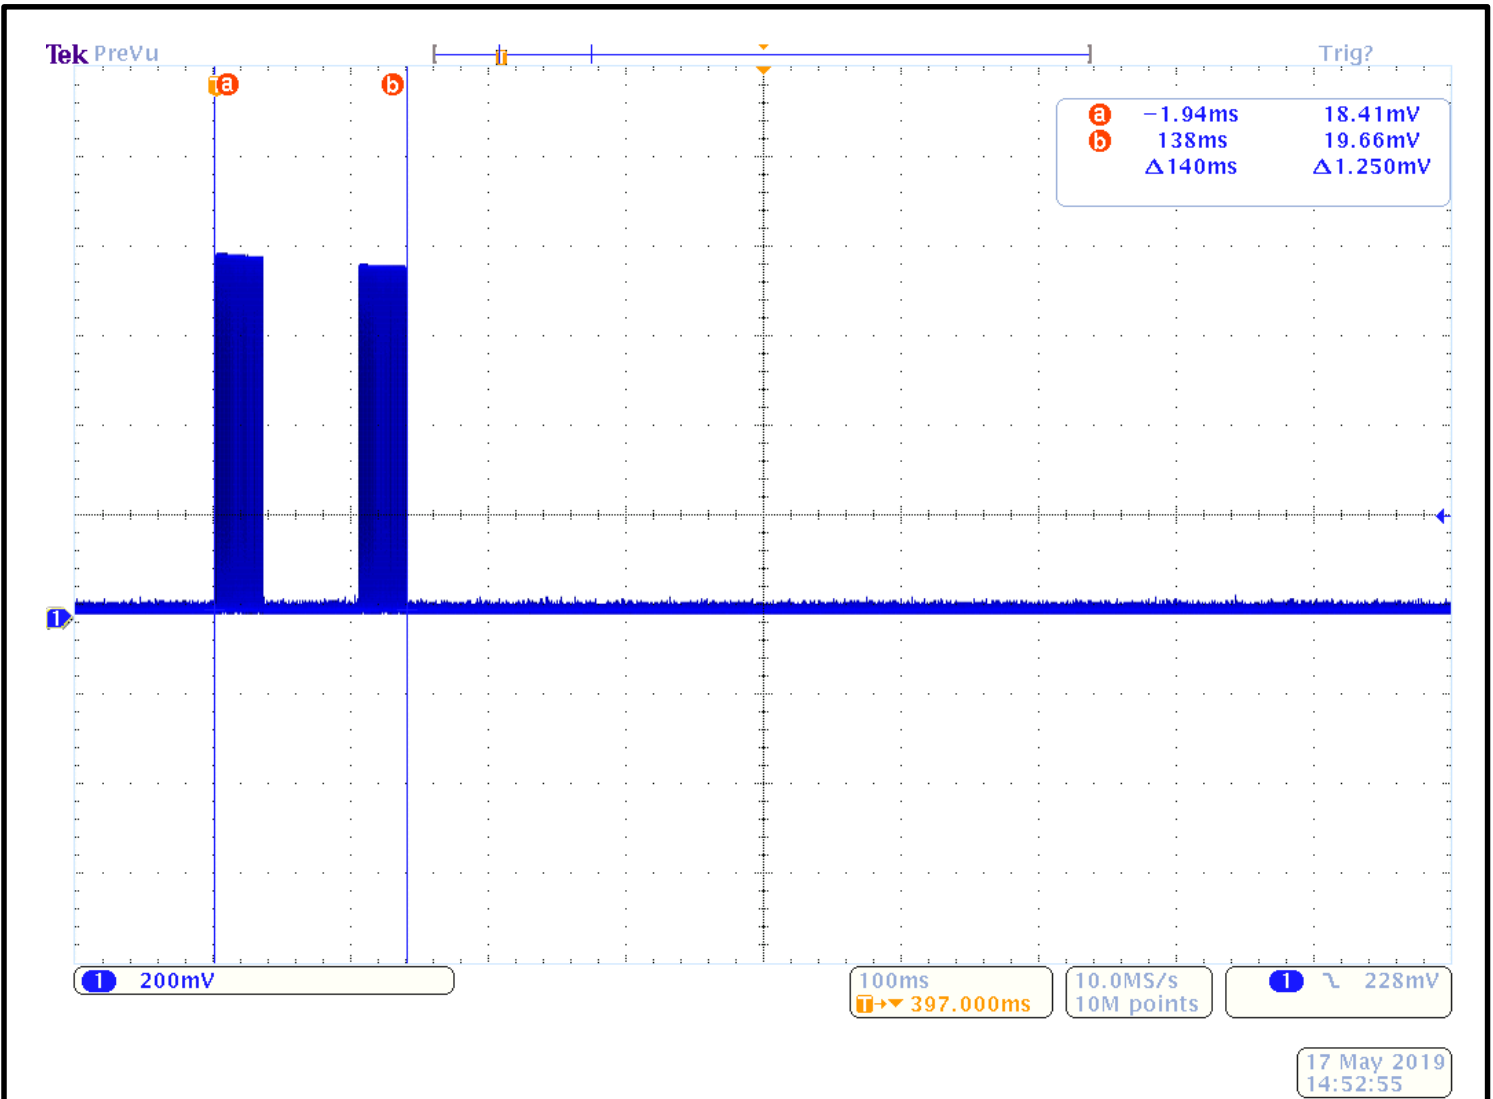 Tek PreVu
Trig?
T
a
b
a −1.94ms 18.41mV
b 138ms 19.66mV
Δ140ms Δ1.250mV
1
1 200mV
100ms
T→▼ 397.000ms
10.0MS/s
10M points
1 228mV
17 May 2019
14:52:55